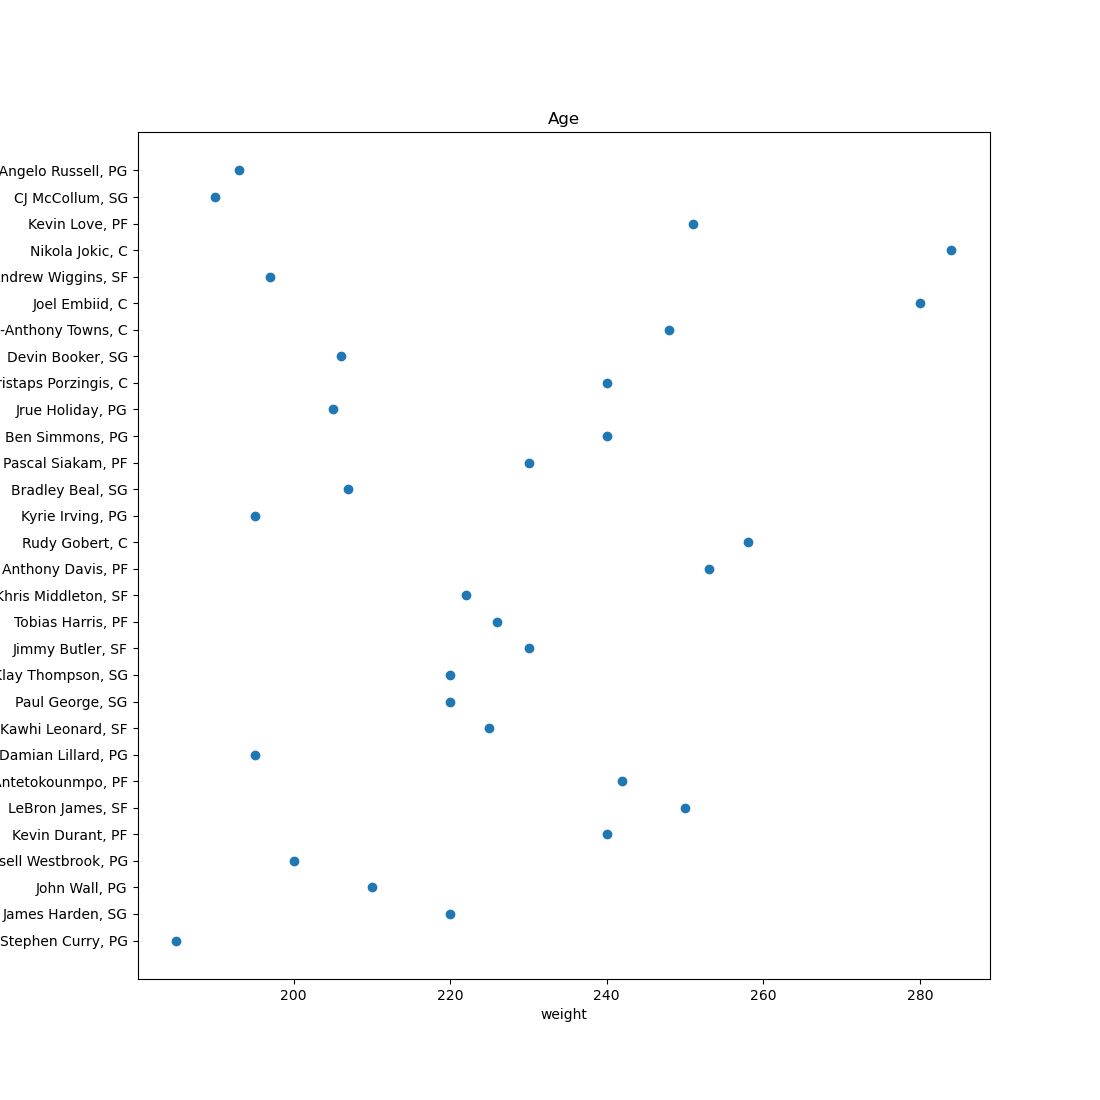 Age
Angelo Russell, PG
CJ McCollum, SG
Kevin Love, PF
Nikola Jokic, C
ndrew Wiggins, SF
Joel Embiid, C
-Anthony Towns, C
Devin Booker, SG
ristaps Porzingis, C
Jrue Holiday, PG
Ben Simmons, PG
Pascal Siakam, PF
Bradley Beal, SG
Kyrie Irving, PG
Rudy Gobert, C
Anthony Davis, PF
Khris Middleton, SF
Tobias Harris, PF
Jimmy Butler, SF
Klay Thompson, SG
Paul George, SG
Kawhi Leonard, SF
Damian Lillard, PG
Antetokounmpo, PF
LeBron James, SF
Kevin Durant, PF
sell Westbrook, PG
John Wall, PG
James Harden, SG
Stephen Curry, PG
200 220 240 260 280
weight